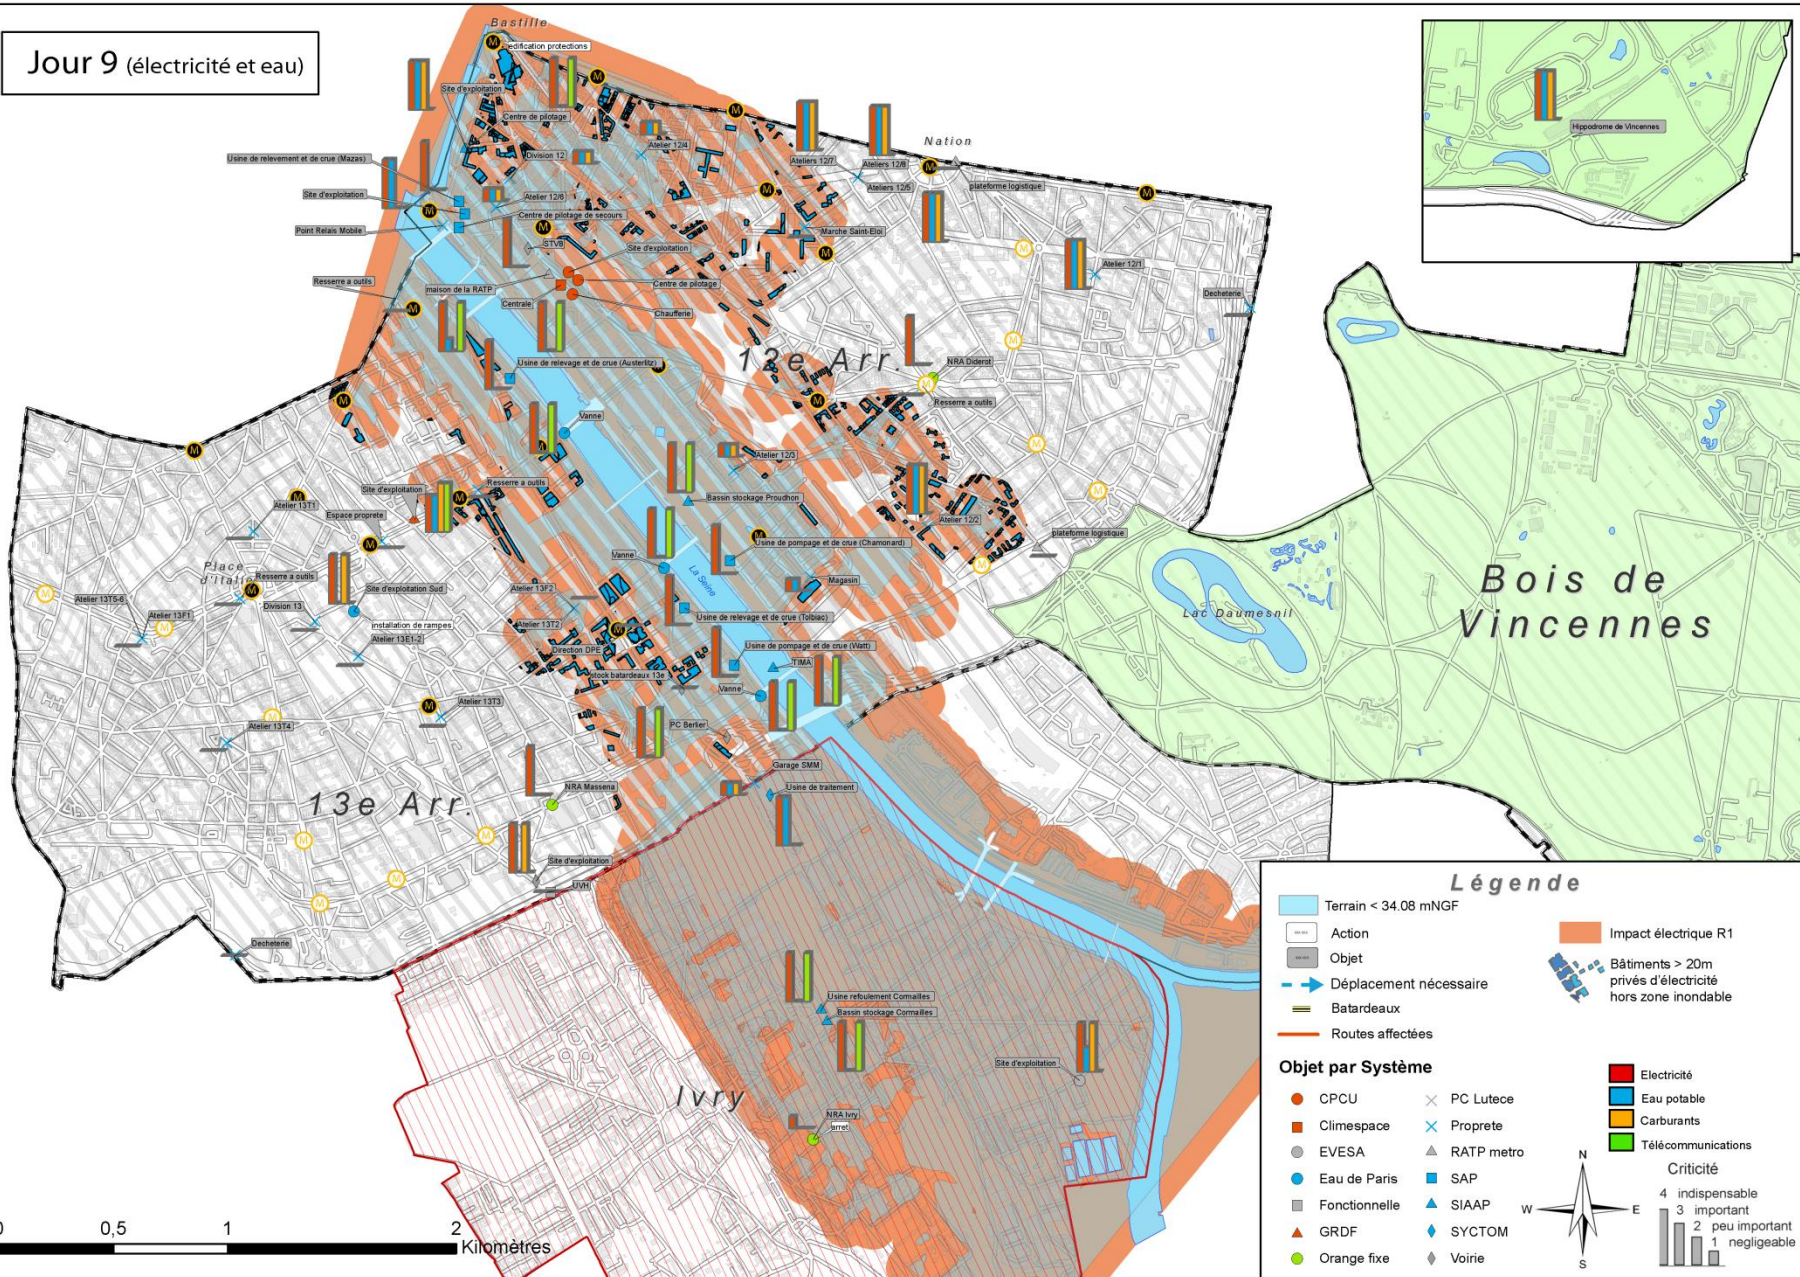 Jour 9 (électricité et eau)
Bastille
edification protections
Site d'exploitation
Centre de pilotage
Usine de relevement et de crue (Mazas)
Division 12
Atelier 12/4
Ateliers 12/7
Ateliers 12/8
Nation
Ateliers 12/5
plateforme logistique
Site d'exploitation
Atelier 12/6
Centre de pilotage de secours
Point Relais Mobile
Marche Saint-Eloi
STV8
Site d'exploitation
Atelier 12/1
maison de la RATP
Centre de pilotage
Resserre a outils
Centrale
Chaufferie
Decheterie
Hippodrome de Vincennes
Usine de relevage et de crue (Austerlitz)
12e Arr.
NRA Diderot
Resserre a outils
Vanne
Atelier 12/3
Site d'exploitation
Resserre a outils
Atelier 13T1
Espace proprete
Bassin stockage Proudhon
Atelier 12/2
plateforme logistique
Usine de pompage et de crue (Chamonard)
Vanne
La Seine
Place
d'Italie
Resserre a outils
Site d'exploitation Sud
Magasin
Atelier 13F2
Atelier 13T5-6
Atelier 13F1
Division 13
installation de rampes
Atelier 13T2
Usine de relevage et de crue (Tolbiac)
Atelier 13E1-2
Direction DPE
Usine de pompage et de crue (Watt)
TIMA
stock batardeaux 13e
Vanne
Lac Daumesnil
Bois de
Vincennes
Atelier 13T3
Atelier 13T4
PC Berlier
Garage SMM
Usine de traitement
NRA Massena
13e Arr.
Site d'exploitation
UVH
Decheterie
Usine refoulement Cornailles
Bassin stockage Cornailles
Site d'exploitation
Ivry
NRA Ivry
arret
0,5
1
2
Kilomètres
Légende
Terrain < 34.08 mNGF
Action
Objet
Déplacement nécessaire
Batardeaux
Routes affectées
Impact électrique R1
Bâtiments > 20m
privés d'électricité
hors zone inondable
Objet par Système
CPCU
Climespace
EVESA
Eau de Paris
Fonctionnelle
GRDF
Orange fixe
PC Lutece
Proprete
RATP metro
SAP
SIAAP
SYCTOM
Voirie
Electricité
Eau potable
Carburants
Télécommunications
Criticité
4 indispensable
3 important
2 peu important
1 negligeable
N
W
E
S